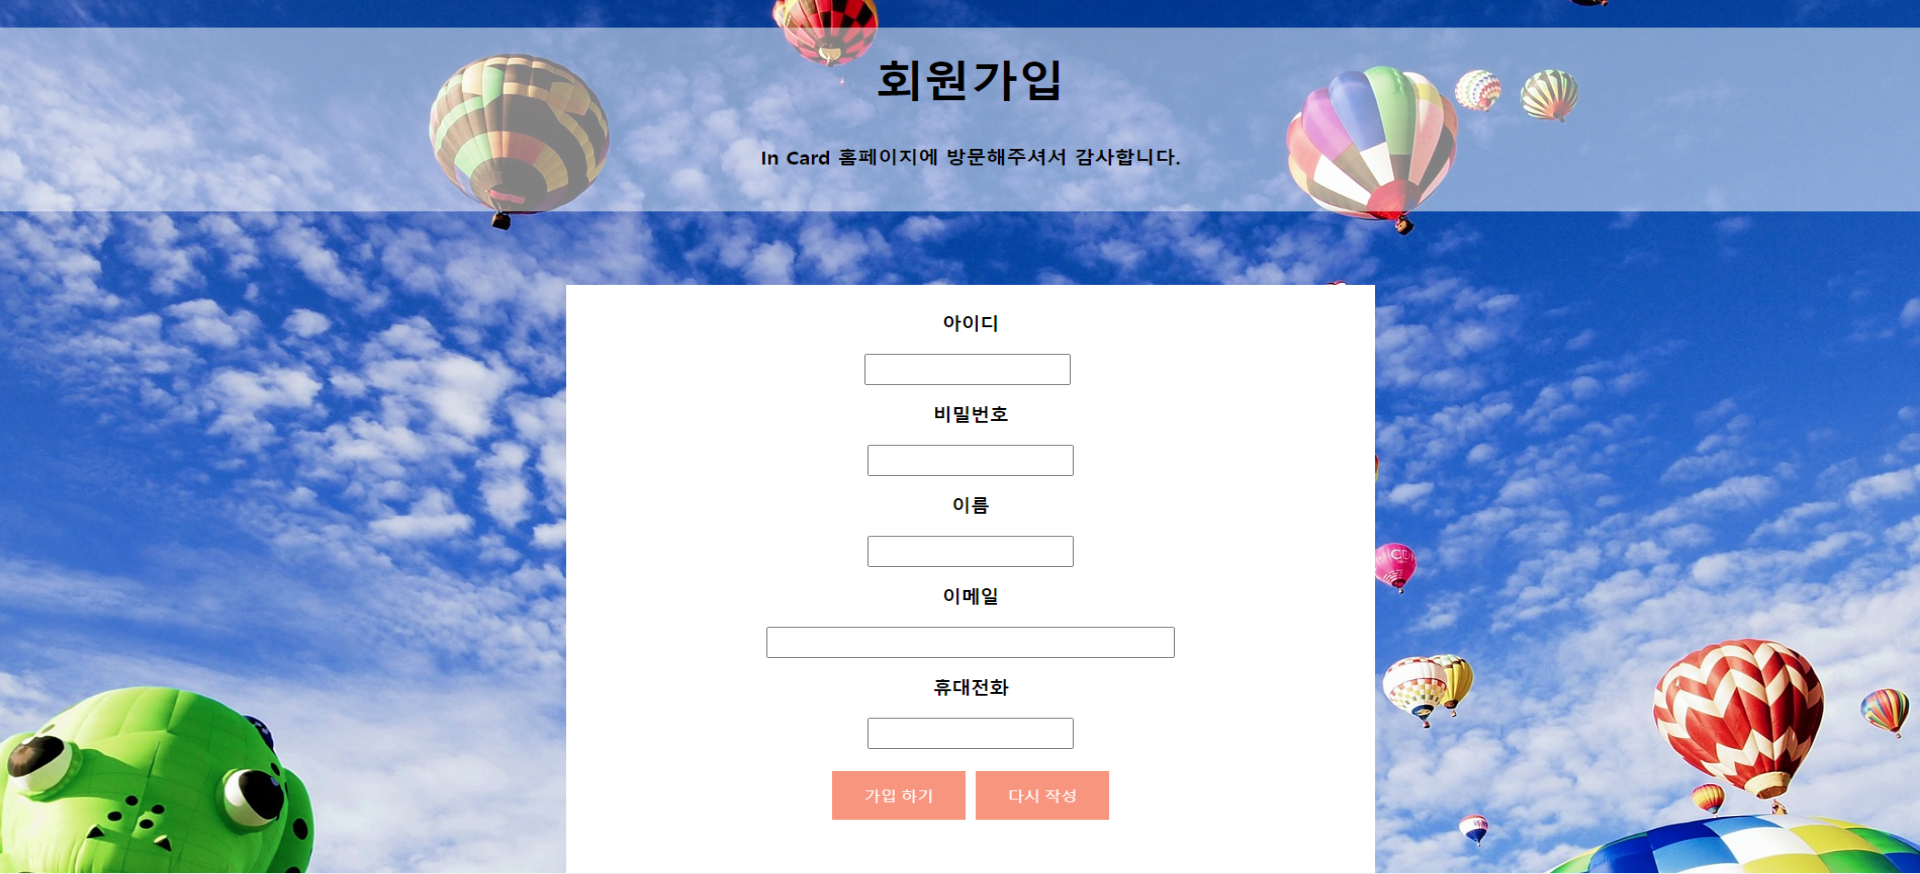 회원가입
In Card 홈페이지에 방문해주셔서 감사합니다.
아이디
비밀번호
이름
이메일
휴대전화
가입 하기
다시 작성